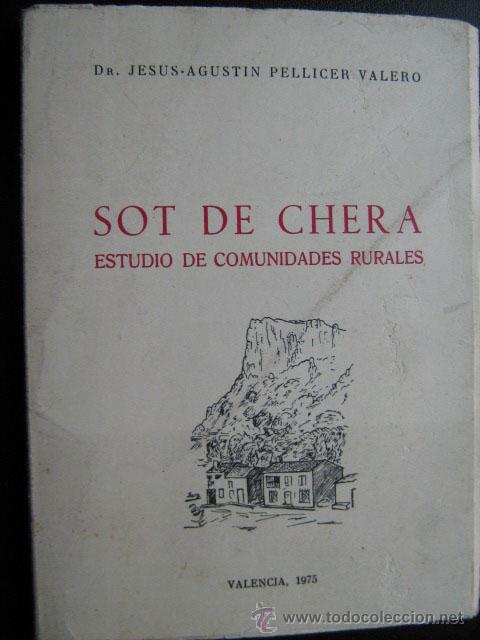 DR. JESUS-AGUSTIN PELLICER VALERO
SOT DE CHERA
ESTUDIO DE COMUNIDADES RURALES
VALENCIA, 1975
www.todocoleccion.net